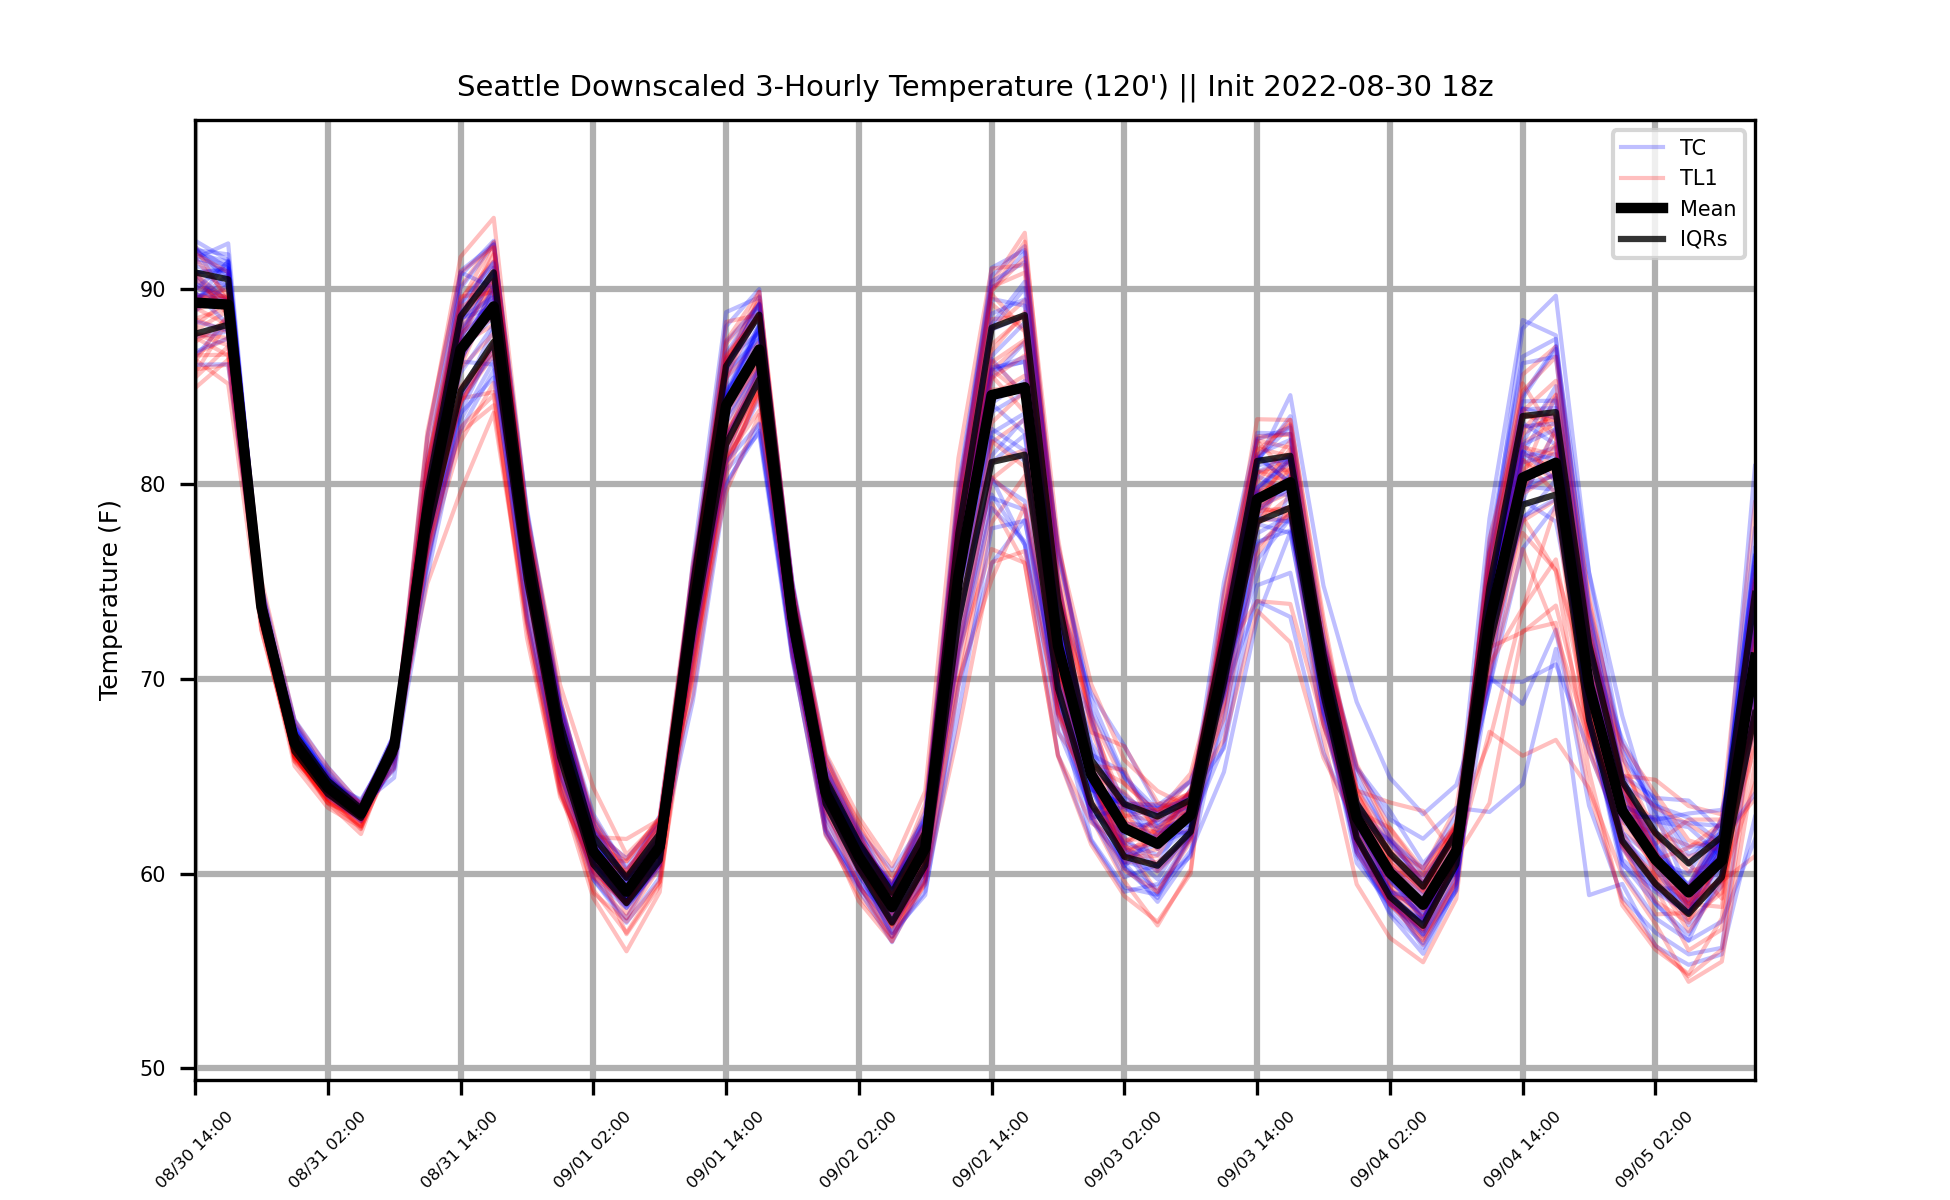 Seattle Downscaled 3-Hourly Temperature (120') || Init 2022-08-30 18z
TC
TL1
Mean
IQRs
Temperature (F)
90
80
70
60
50
08/30 14:00
08/31 02:00
08/31 14:00
09/01 02:00
09/01 14:00
09/02 02:00
09/02 14:00
09/03 02:00
09/03 14:00
09/04 02:00
09/04 14:00
09/05 02:00